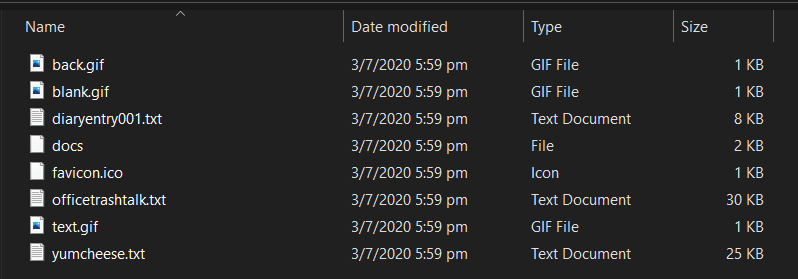 Name Date modified Type Size
back.gif 3/7/2020 5:59 pm GIF File 1 KB
blank.gif 3/7/2020 5:59 pm GIF File 1 KB
diaryentry001.txt 3/7/2020 5:59 pm Text Document 8 KB
docs 3/7/2020 5:59 pm File 2 KB
favicon.ico 3/7/2020 5:59 pm Icon 1 KB
officetrashtalk.txt 3/7/2020 5:59 pm Text Document 30 KB
text.gif 3/7/2020 5:59 pm GIF File 1 KB
yumcheese.txt 3/7/2020 5:59 pm Text Document 25 KB